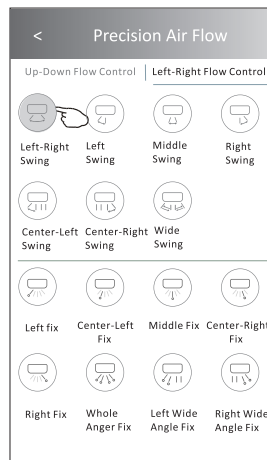 < Precision Air Flow
Up-Down Flow Control Left-Right Flow Control
Left-Right Swing
Left Swing
Middle Swing
Right Swing
Center-Left Swing
Center-Right Swing
Wide Swing
Left fix
Center-Left Fix
Middle Fix
Center-Right Fix
Right Fix
Whole Anger Fix
Left Wide Angle Fix
Right Wide Angle Fix